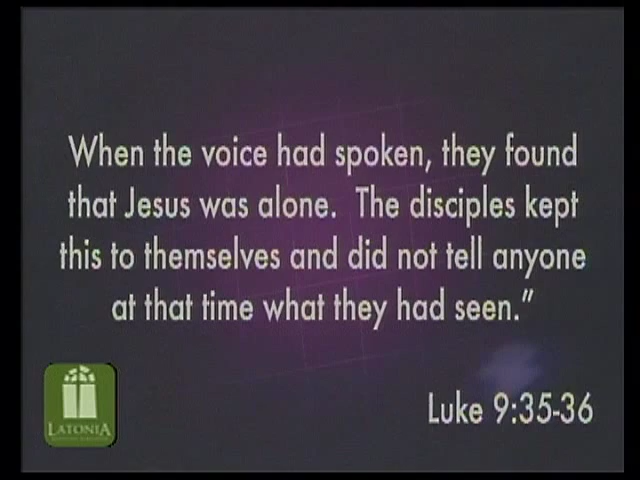 When the voice had spoken, they found
that Jesus was alone.  The disciples kept
this to themselves and did not tell anyone
at that time what they had seen.”
Luke 9:35-36
LATONIA